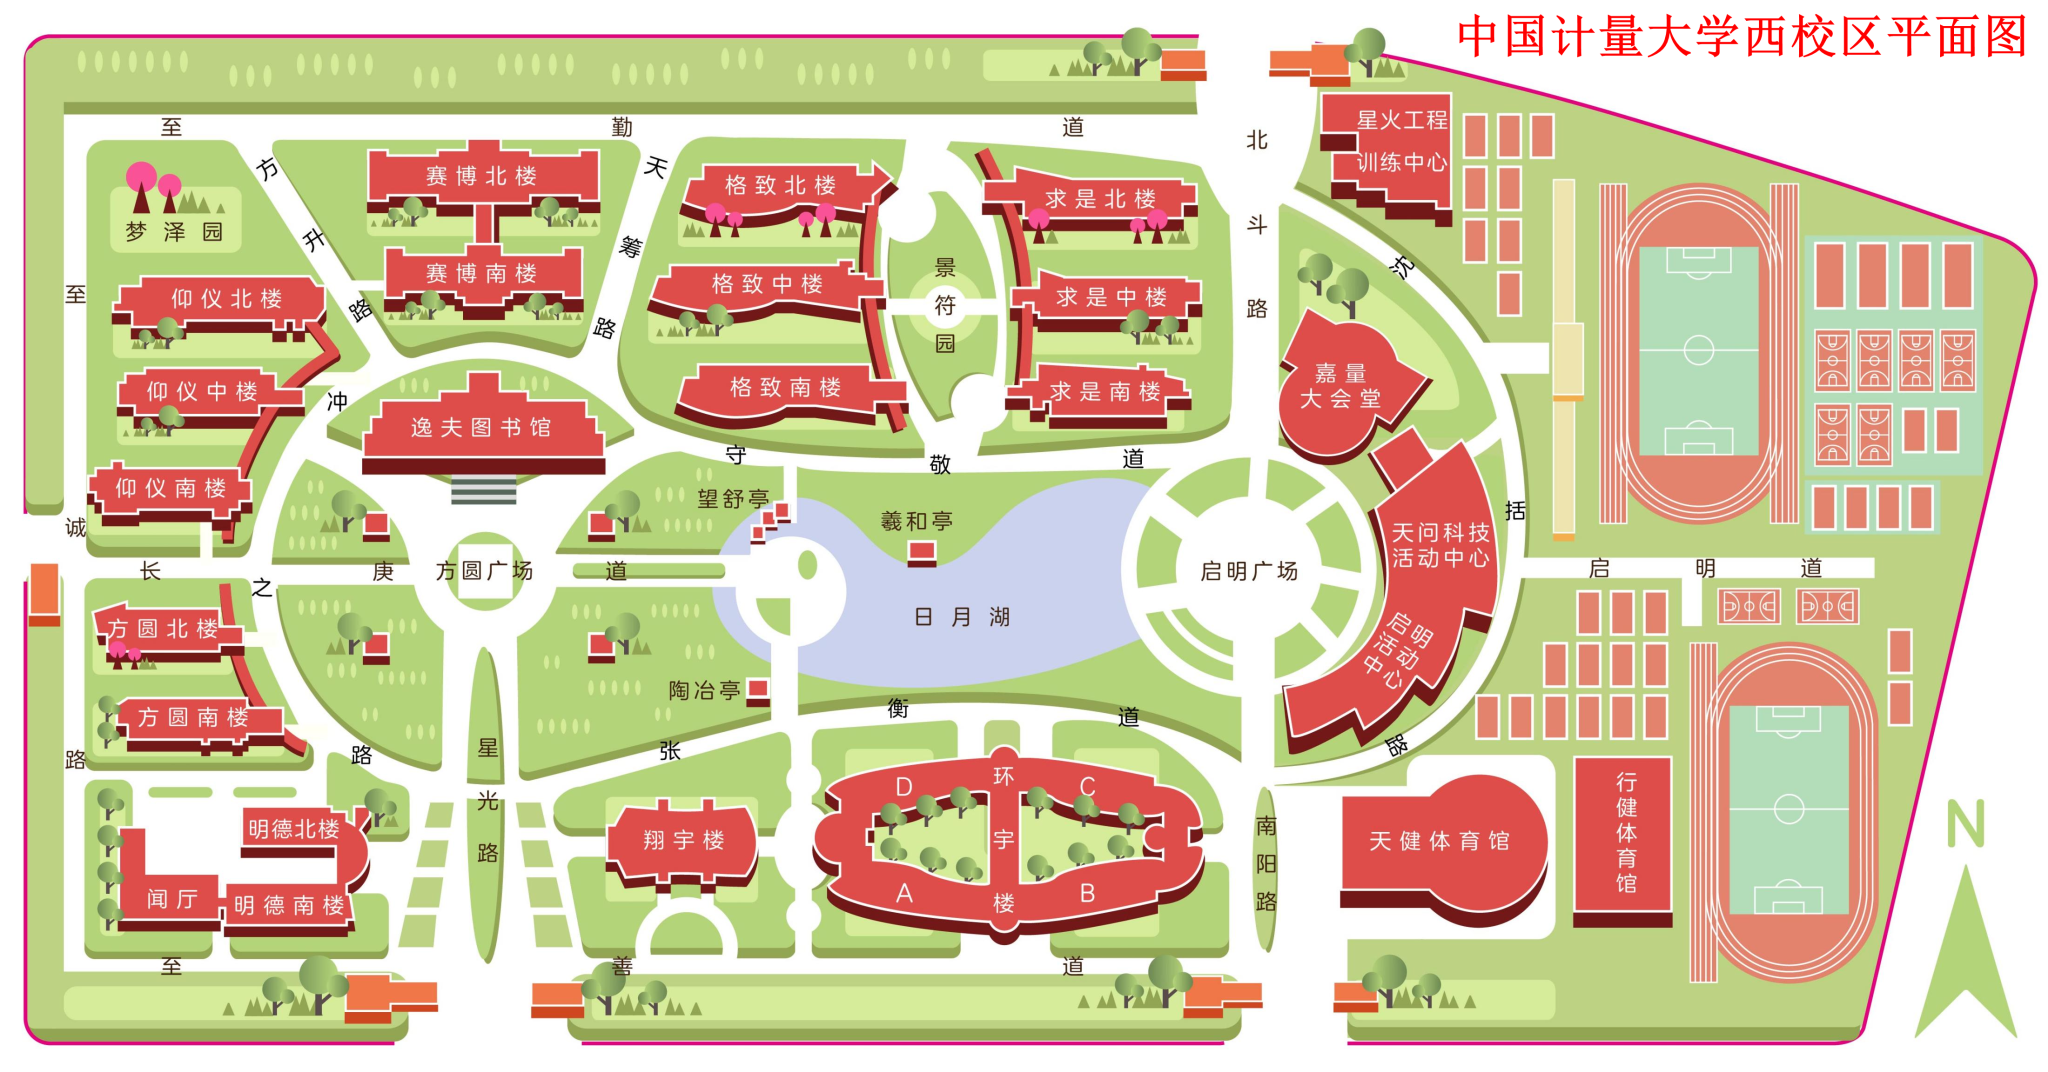 中国计量大学西校区平面图
至勤道
北斗路
星火工程
训练中心
方升路
天筹路
赛博北楼
赛博南楼
格致北楼
格致中楼
格致南楼
求是北楼
求是中楼
求是南楼
景符园
梦泽园
至诚路
仰仪北楼
仰仪中楼
仰仪南楼
沈括路
嘉量
大会堂
逸夫图书馆
冲之路
守敬道
望舒亭
羲和亭
天问科技
活动中心
长庚道
方圆广场
日月湖
启明广场
启明道
启明
活动
中心
方圆北楼
方圆南楼
陶冶亭
张衡道
星光路
明德北楼
闻厅
明德南楼
翔宇楼
D
C
环宇楼
A
B
南阳路
天健体育馆
行健体育馆
N
至善道